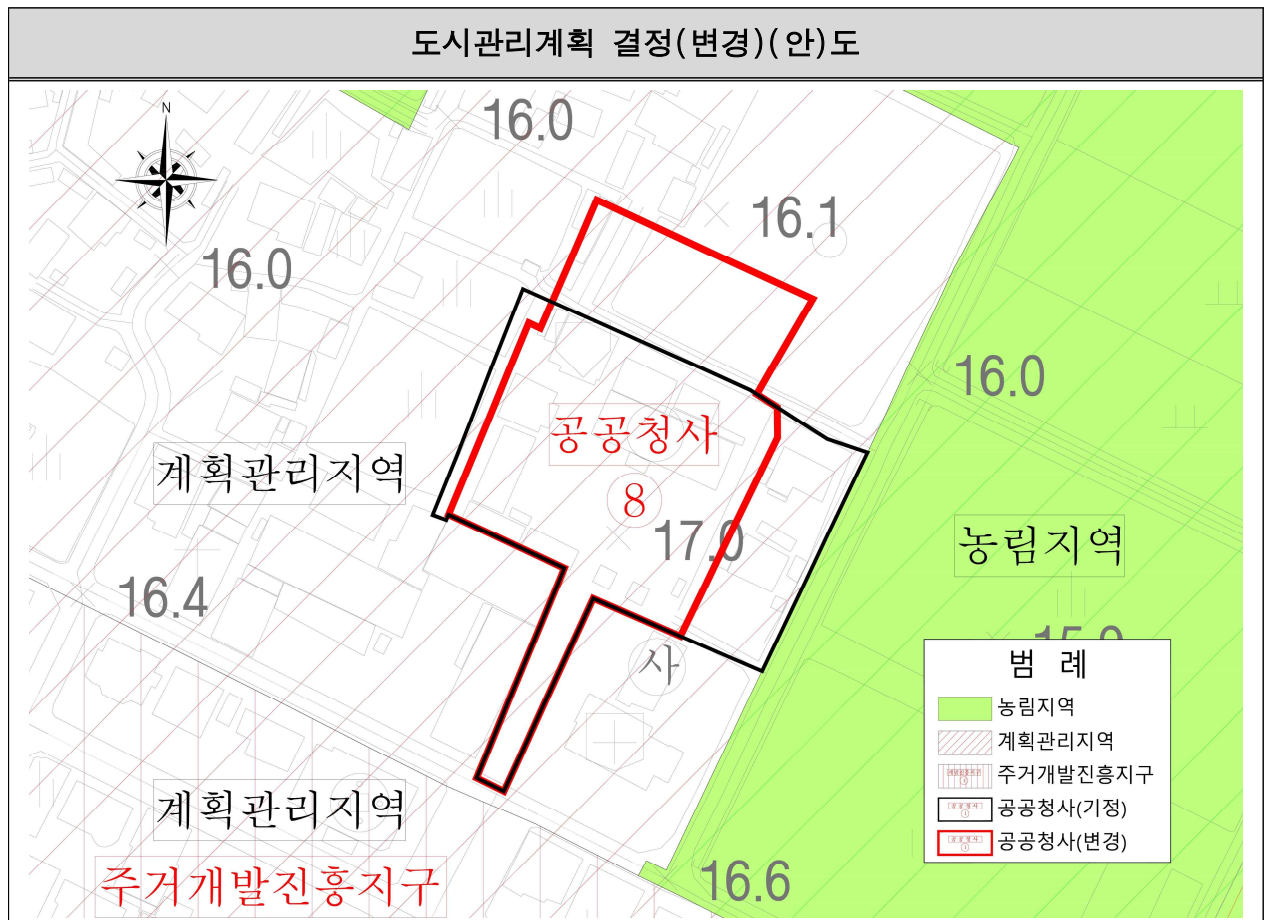 도시관리계획 결정(변경)(안)도
N
16.0
16.1
16.0
16.0
공공청사
8
계획관리지역
17.0
농림지역
16.4
사
계획관리지역
주거개발진흥지구
16.6
범 례
농림지역
계획관리지역
주거개발진흥지구
공공청사(기정)
공공청사(변경)